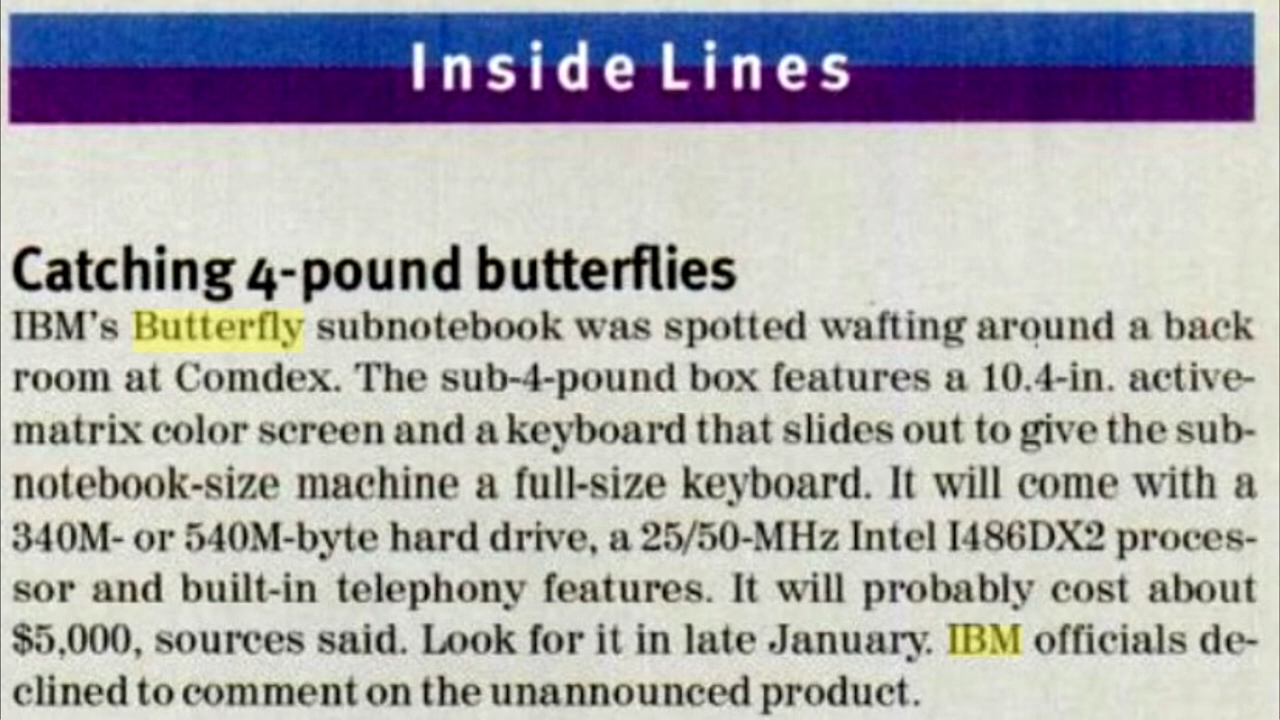 Inside Lines
Catching 4-pound butterflies
IBM's Butterfly subnotebook was spotted wafting around a back
room at Comdex. The sub-4-pound box features a 10.4-in. active-
matrix color screen and a keyboard that slides out to give the sub-
notebook-size machine a full-size keyboard. It will come with a
340M- or 540M-byte hard drive, a 25/50-MHz Intel I486DX2 proces-
sor and built-in telephony features. It will probably cost about
$5,000, sources said. Look for it in late January. IBM officials de-
clined to comment on the unannounced product.